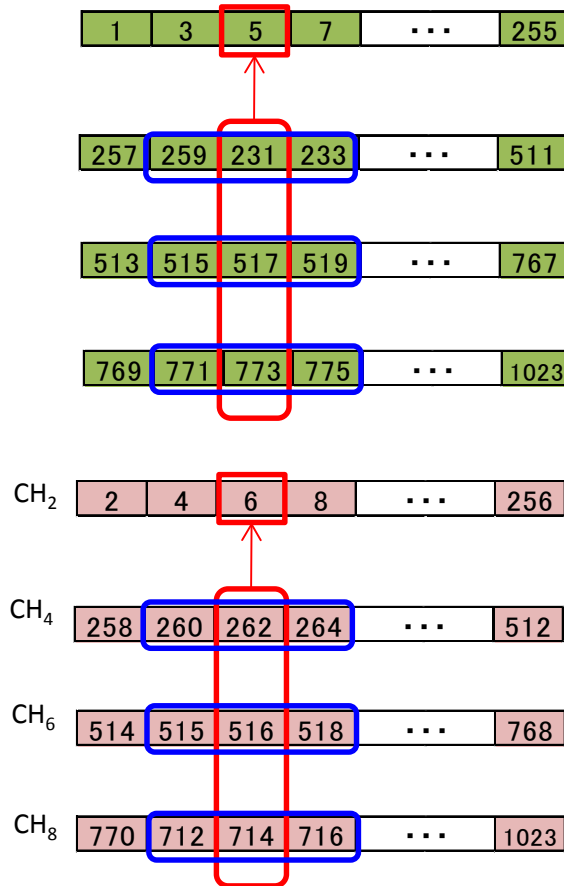 1 3 5 7 ··· 255
257 259 231 233 ··· 511
513 515 517 519 ··· 767
769 771 773 775 ··· 1023
CH₂ 2 4 6 8 ··· 256
CH₄ 258 260 262 264 ··· 512
CH₆ 514 515 516 518 ··· 768
CH₈ 770 712 714 716 ··· 1023